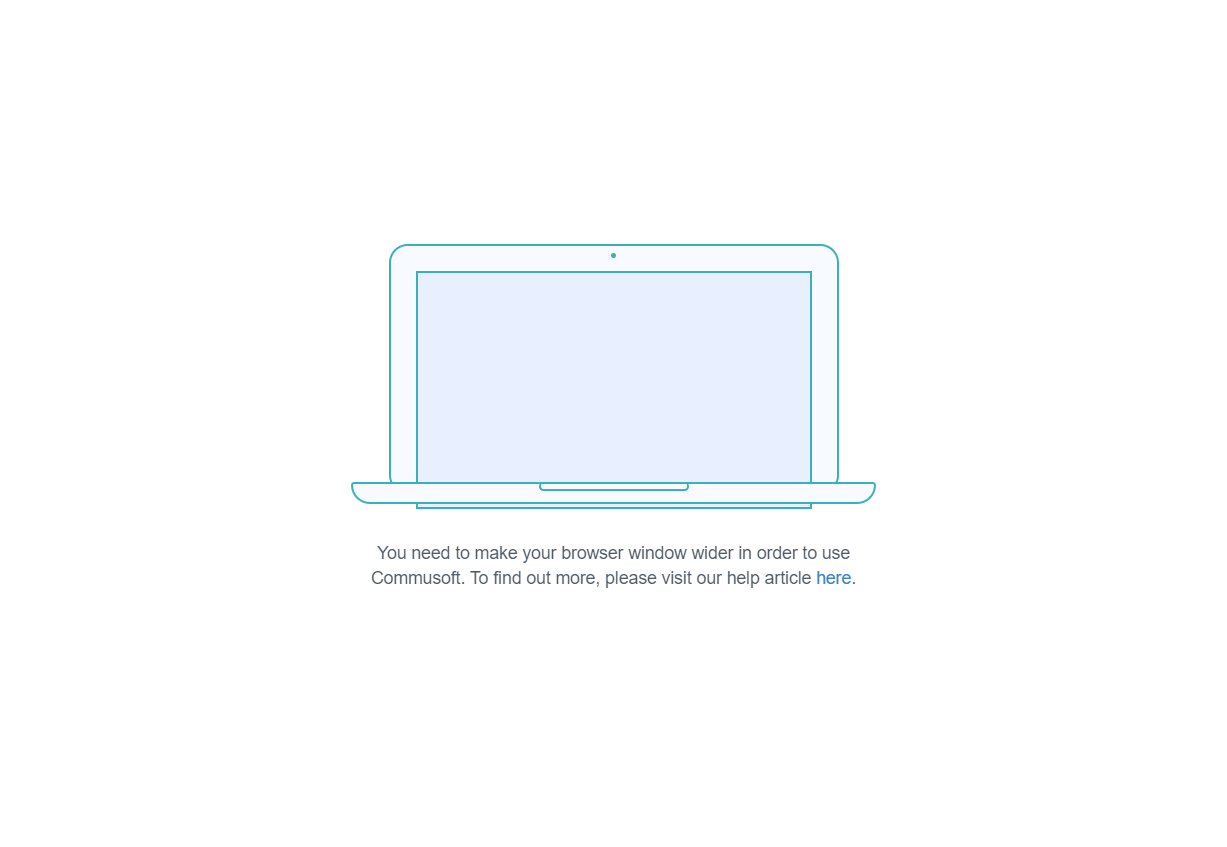 You need to make your browser window wider in order to use
Commusoft. To find out more, please visit our help article here.